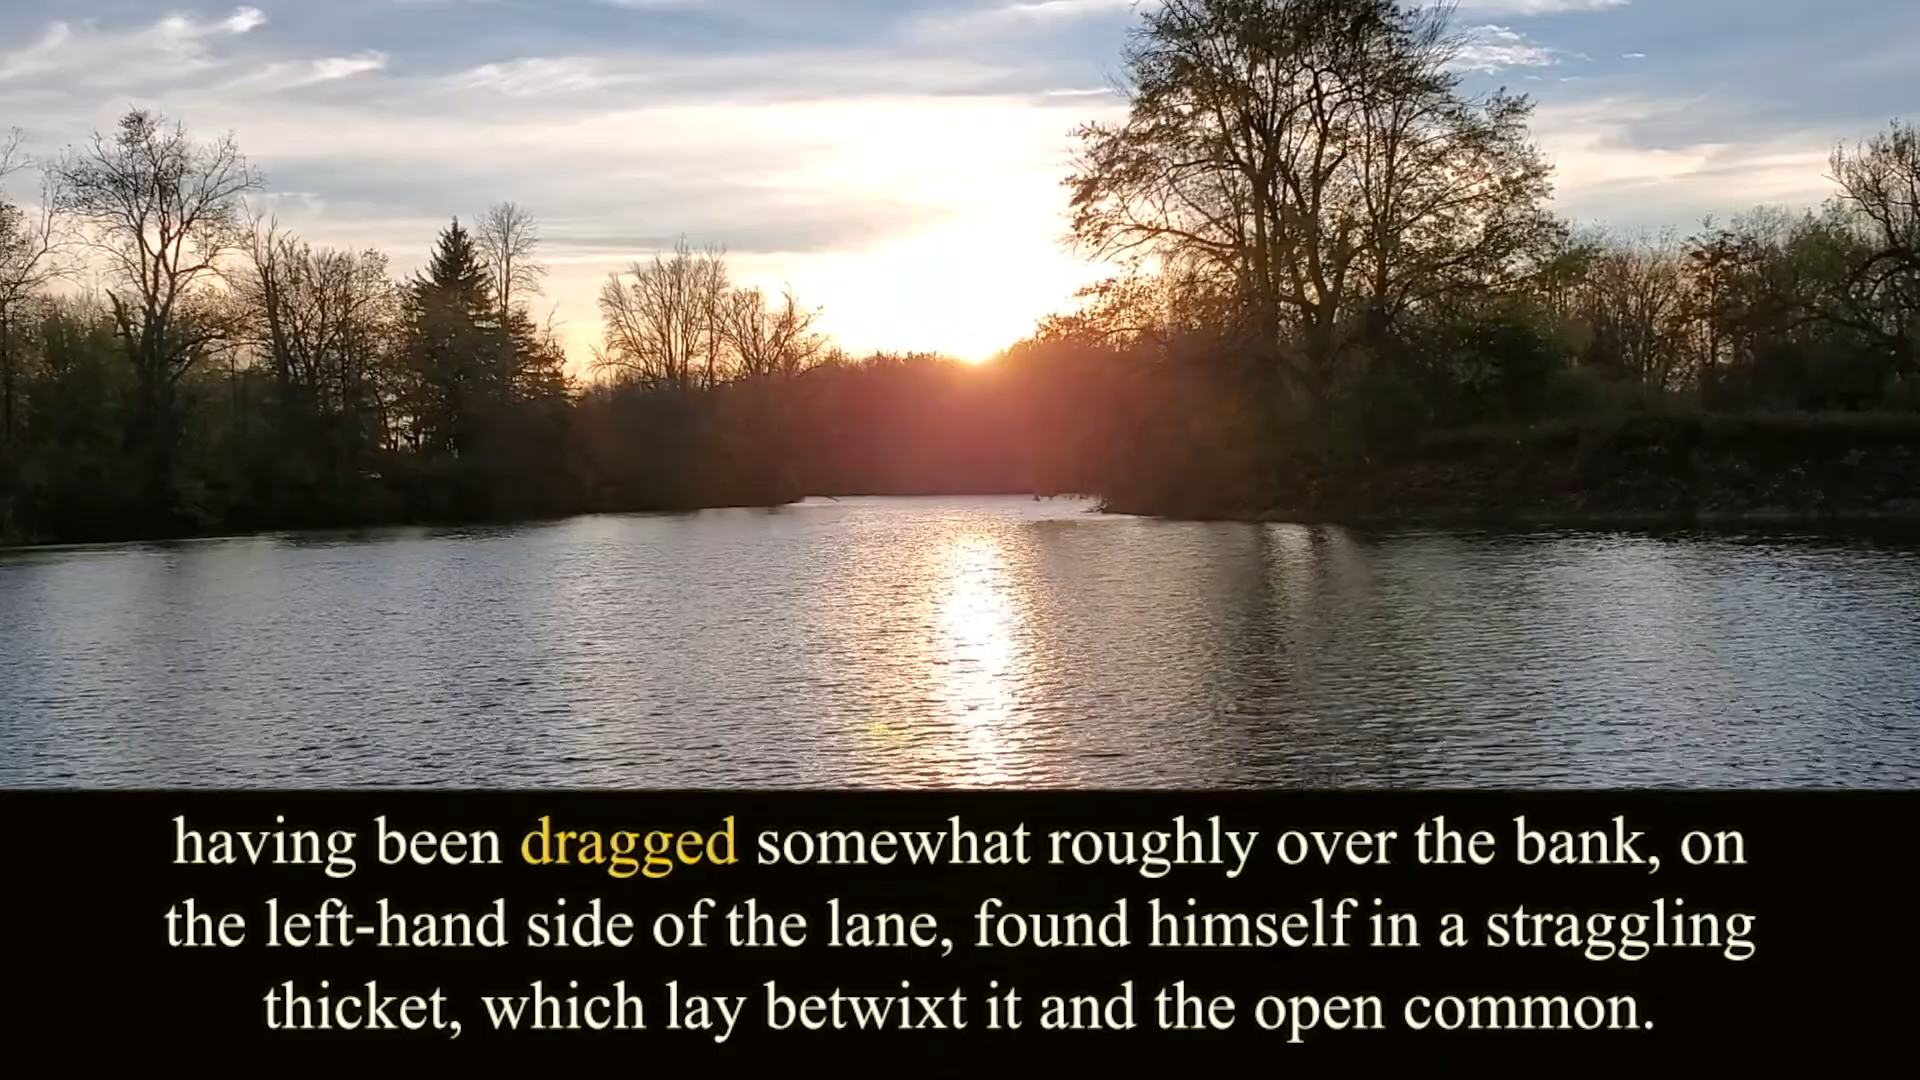 having been dragged somewhat roughly over the bank, on
the left-hand side of the lane, found himself in a straggling
thicket, which lay betwixt it and the open common.